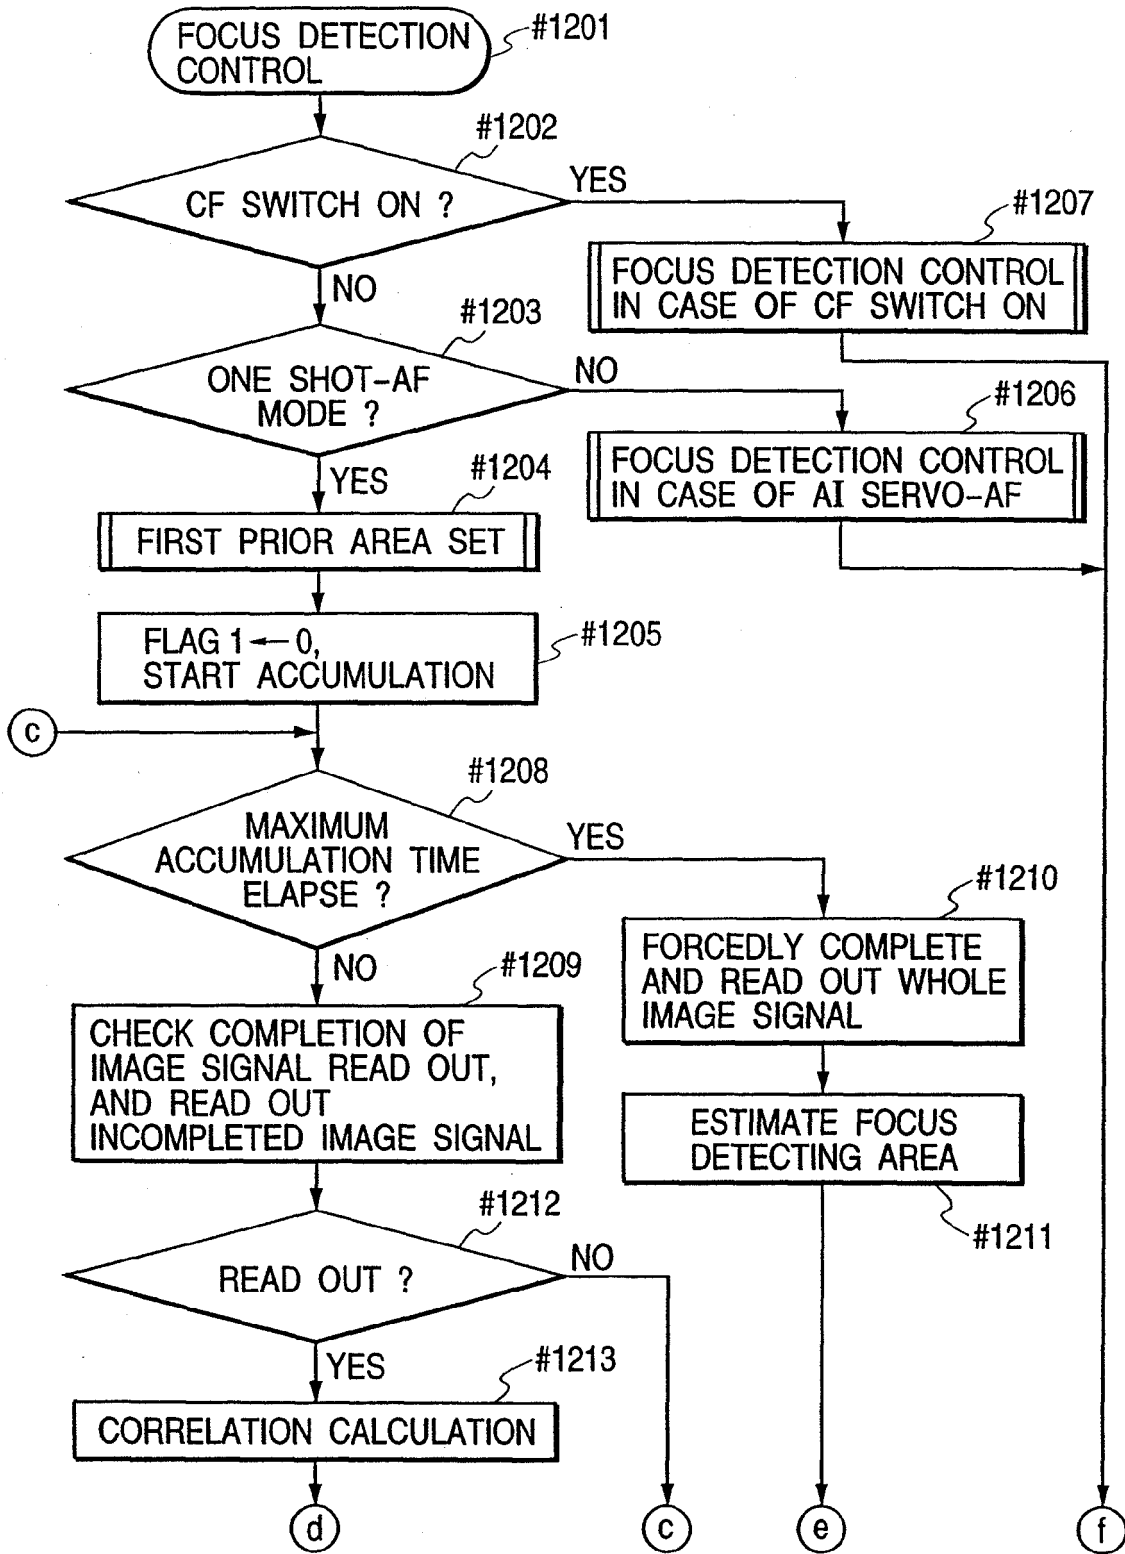 FOCUS DETECTION
CONTROL
#1201
#1202
CF SWITCH ON ?
YES
#1207
FOCUS DETECTION CONTROL
IN CASE OF CF SWITCH ON
NO
#1203
ONE SHOT-AF
MODE ?
NO
#1206
FOCUS DETECTION CONTROL
IN CASE OF AI SERVO-AF
YES
#1204
FIRST PRIOR AREA SET
FLAG 1 ← 0,
START ACCUMULATION
#1205
c
#1208
MAXIMUM
ACCUMULATION TIME
ELAPSE ?
YES
#1210
FORCEDLY COMPLETE
AND READ OUT WHOLE
IMAGE SIGNAL
NO
#1209
CHECK COMPLETION OF
IMAGE SIGNAL READ OUT,
AND READ OUT
INCOMPLETED IMAGE SIGNAL
ESTIMATE FOCUS
DETECTING AREA
#1211
#1212
READ OUT ?
NO
YES
#1213
CORRELATION CALCULATION
d
c
e
f